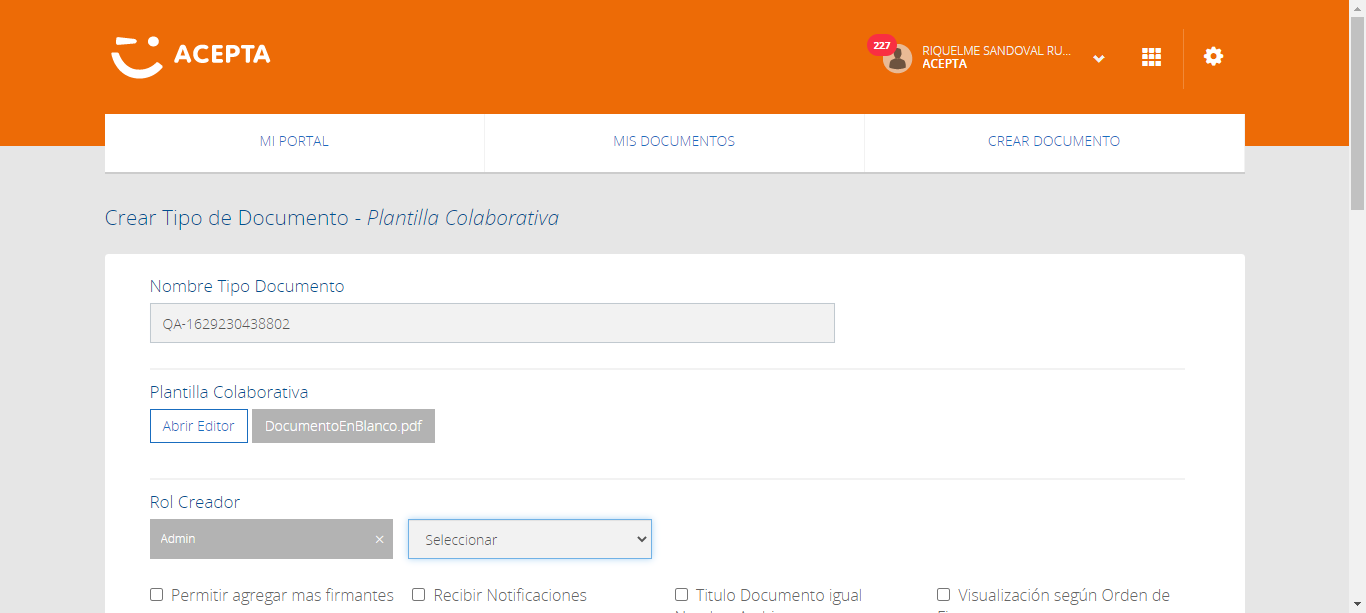 ACEPTA
227
RIQUELME SANDOVAL RU...
ACEPTA
MI PORTAL
MIS DOCUMENTOS
CREAR DOCUMENTO
Crear Tipo de Documento - Plantilla Colaborativa
Nombre Tipo Documento
QA-1629230438802
Plantilla Colaborativa
Abrir Editor
DocumentoEnBlanco.pdf
Rol Creador
Admin ×
Seleccionar
Permitir agregar mas firmantes
Recibir Notificaciones
Titulo Documento igual
Visualización según Orden de